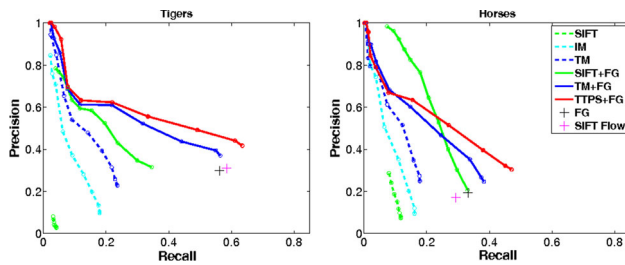 Tigers
Precision
1
0.8
0.6
0.4
0.2
0
0
0.2
0.4
0.6
0.8
Recall
Horses
Precision
1
0.8
0.6
0.4
0.2
0
0
0.2
0.4
0.6
0.8
Recall
SIFT
IM
TM
SIFT+FG
TM+FG
TTPS+FG
FG
SIFT Flow